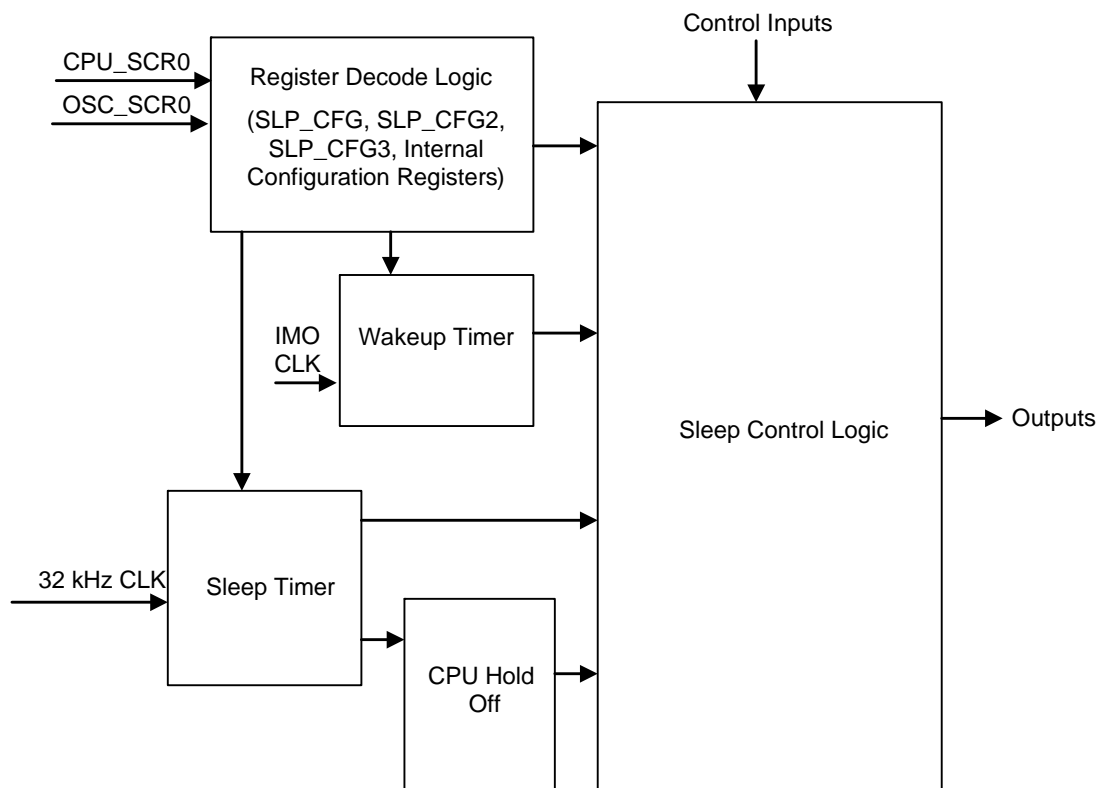 Control Inputs
CPU_SCR0
OSC_SCR0
Register Decode Logic
(SLP_CFG, SLP_CFG2,
SLP_CFG3, Internal
Configuration Registers)
IMO
CLK
Wakeup Timer
Sleep Control Logic
Outputs
32 kHz CLK
Sleep Timer
CPU Hold
Off